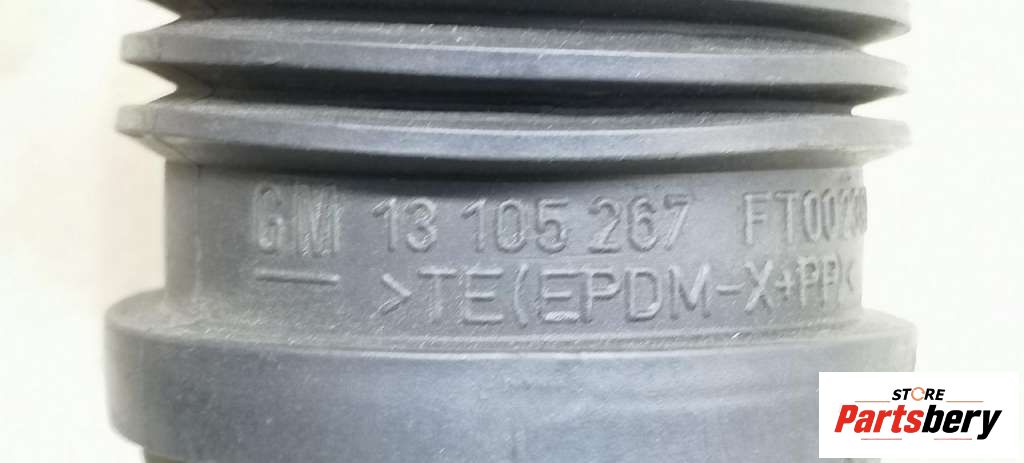 GM 13 105 267
>TE(EPDM-X+PP)<
STORE
Partsbery